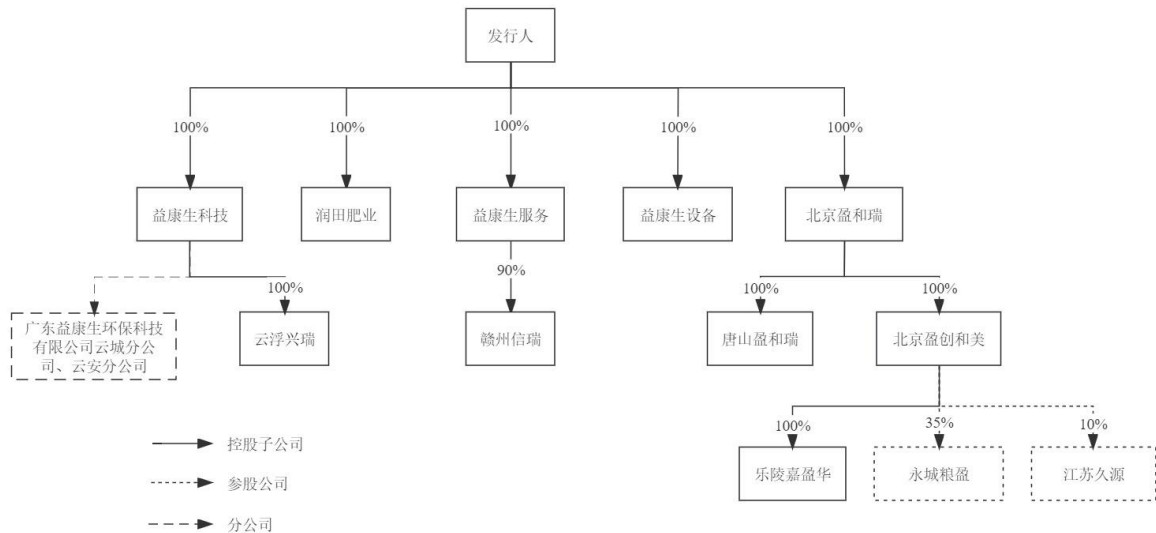 发行人
100%
100%
100%
100%
100%
益康生科技
润田肥业
益康生服务
益康生设备
北京盈和瑞
90%
100%
100%
100%
广东益康生环保科技
有限公司云城分公
司、云安分公司
云浮兴瑞
赣州信瑞
唐山盈和瑞
北京盈创和美
100%
35%
10%
乐陵嘉盈华
永城粮盈
江苏久源
控股子公司
参股公司
分公司